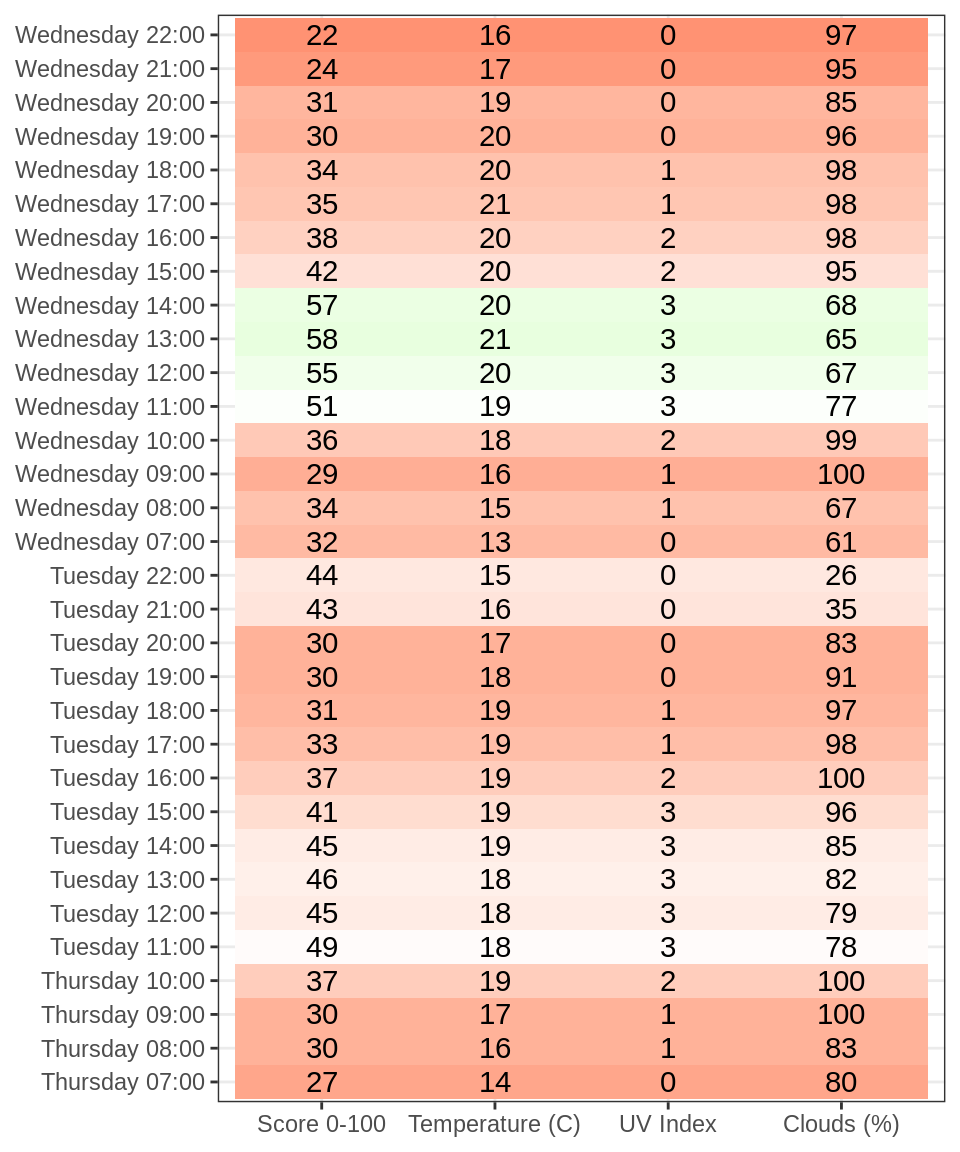 Wednesday 22:00 22 16 0 97
Wednesday 21:00 24 17 0 95
Wednesday 20:00 31 19 0 85
Wednesday 19:00 30 20 0 96
Wednesday 18:00 34 20 1 98
Wednesday 17:00 35 21 1 98
Wednesday 16:00 38 20 2 98
Wednesday 15:00 42 20 2 95
Wednesday 14:00 57 20 3 68
Wednesday 13:00 58 21 3 65
Wednesday 12:00 55 20 3 67
Wednesday 11:00 51 19 3 77
Wednesday 10:00 36 18 2 99
Wednesday 09:00 29 16 1 100
Wednesday 08:00 34 15 1 67
Wednesday 07:00 32 13 0 61
Tuesday 22:00 44 15 0 26
Tuesday 21:00 43 16 0 35
Tuesday 20:00 30 17 0 83
Tuesday 19:00 30 18 0 91
Tuesday 18:00 31 19 1 97
Tuesday 17:00 33 19 1 98
Tuesday 16:00 37 19 2 100
Tuesday 15:00 41 19 3 96
Tuesday 14:00 45 19 3 85
Tuesday 13:00 46 18 3 82
Tuesday 12:00 45 18 3 79
Tuesday 11:00 49 18 3 78
Thursday 10:00 37 19 2 100
Thursday 09:00 30 17 1 100
Thursday 08:00 30 16 1 83
Thursday 07:00 27 14 0 80
Score 0-100 Temperature (C) UV Index Clouds (%)